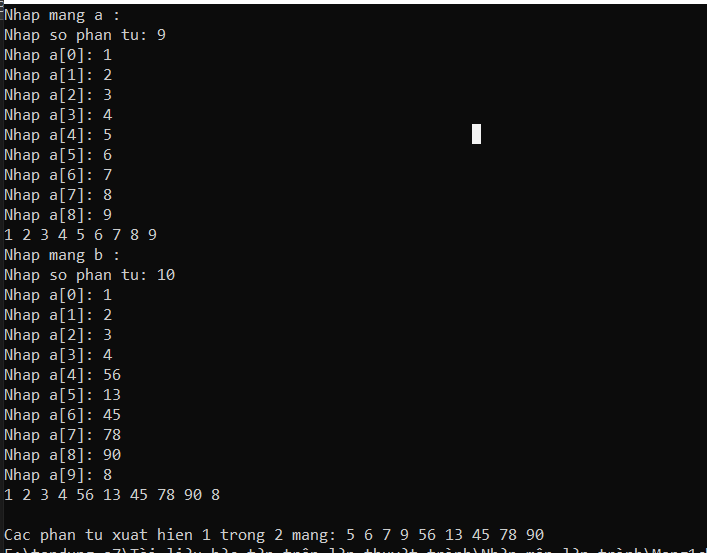 Nhap mang a :
Nhap so phan tu: 9
Nhap a[0]: 1
Nhap a[1]: 2
Nhap a[2]: 3
Nhap a[3]: 4
Nhap a[4]: 5
Nhap a[5]: 6
Nhap a[6]: 7
Nhap a[7]: 8
Nhap a[8]: 9
1 2 3 4 5 6 7 8 9
Nhap mang b :
Nhap so phan tu: 10
Nhap a[0]: 1
Nhap a[1]: 2
Nhap a[2]: 3
Nhap a[3]: 4
Nhap a[4]: 56
Nhap a[5]: 13
Nhap a[6]: 45
Nhap a[7]: 78
Nhap a[8]: 90
Nhap a[9]: 8
1 2 3 4 56 13 45 78 90 8
Cac phan tu xuat hien 1 trong 2 mang: 5 6 7 9 56 13 45 78 90